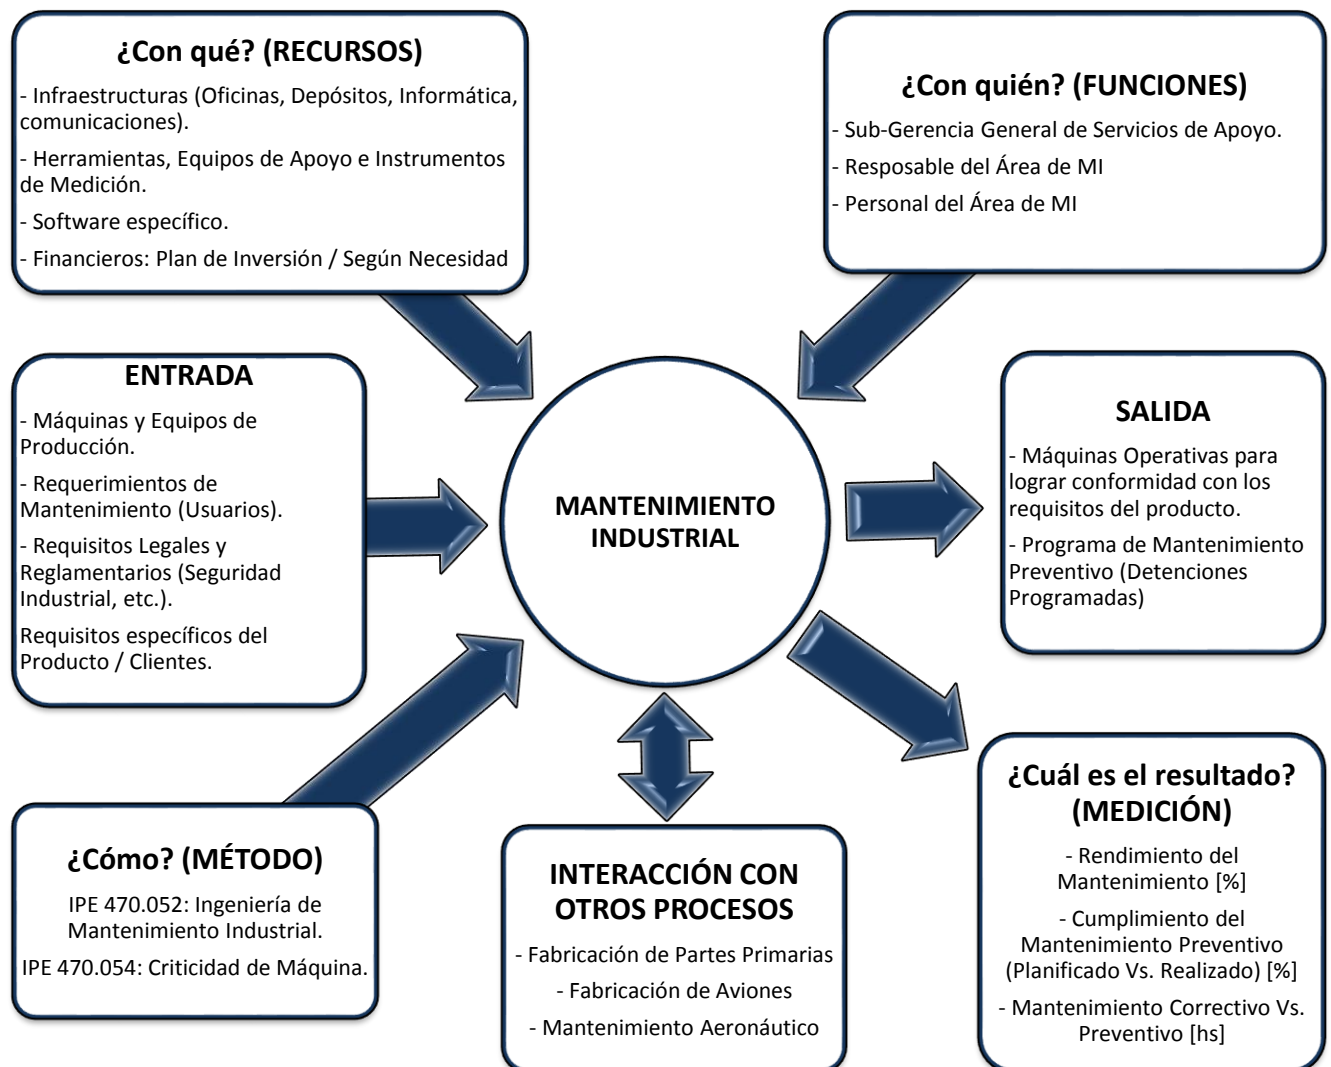 ¿Con qué? (RECURSOS)
- Infraestructuras (Oficinas, Depósitos, Informática,
comunicaciones).
- Herramientas, Equipos de Apoyo e Instrumentos
de Medición.
- Software específico.
- Financieros: Plan de Inversión / Según Necesidad
¿Con quién? (FUNCIONES)
- Sub-Gerencia General de Servicios de Apoyo.
- Resposable del Área de MI
- Personal del Área de MI
ENTRADA
- Máquinas y Equipos de
Producción.
- Requerimientos de
Mantenimiento (Usuarios).
- Requisitos Legales y
Reglamentarios (Seguridad
Industrial, etc.).
Requisitos específicos del
Producto / Clientes.
MANTENIMIENTO
INDUSTRIAL
SALIDA
- Máquinas Operativas para
lograr conformidad con los
requisitos del producto.
- Programa de Mantenimiento
Preventivo (Detenciones
Programadas)
¿Cómo? (MÉTODO)
IPE 470.052: Ingeniería de
Mantenimiento Industrial.
IPE 470.054: Criticidad de Máquina.
INTERACCIÓN CON
OTROS PROCESOS
- Fabricación de Partes Primarias
- Fabricación de Aviones
- Mantenimiento Aeronáutico
¿Cuál es el resultado?
(MEDICIÓN)
- Rendimiento del
Mantenimiento [%]
- Cumplimiento del
Mantenimiento Preventivo
(Planificado Vs. Realizado) [%]
- Mantenimiento Correctivo Vs.
Preventivo [hs]